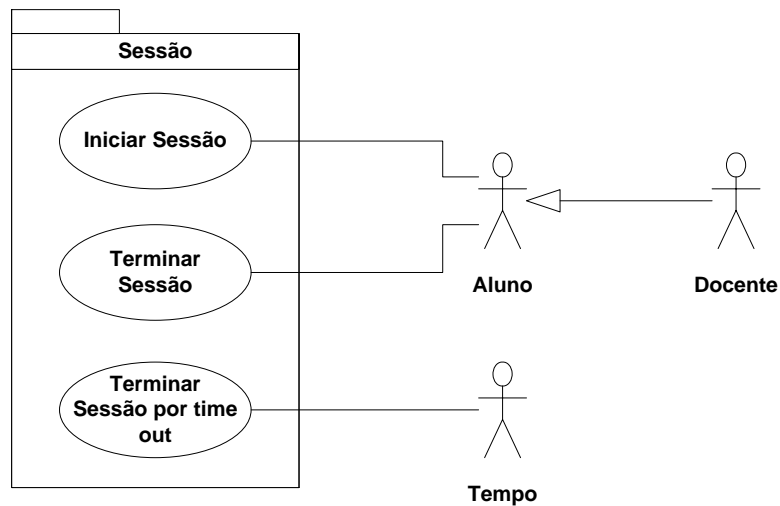 Sessão
Iniciar Sessão
Terminar
Sessão
Aluno
Docente
Terminar
Sessão por time
out
Tempo